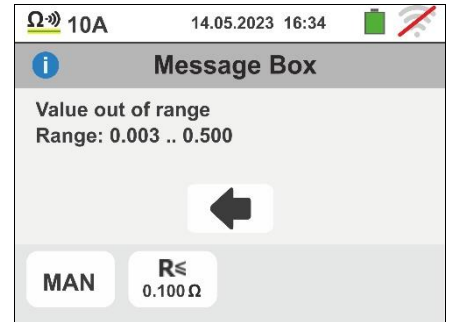 Ω 10A 14.05.2023 16:34
Message Box
Value out of range
Range: 0.003 .. 0.500
MAN
R≤
0.100 Ω